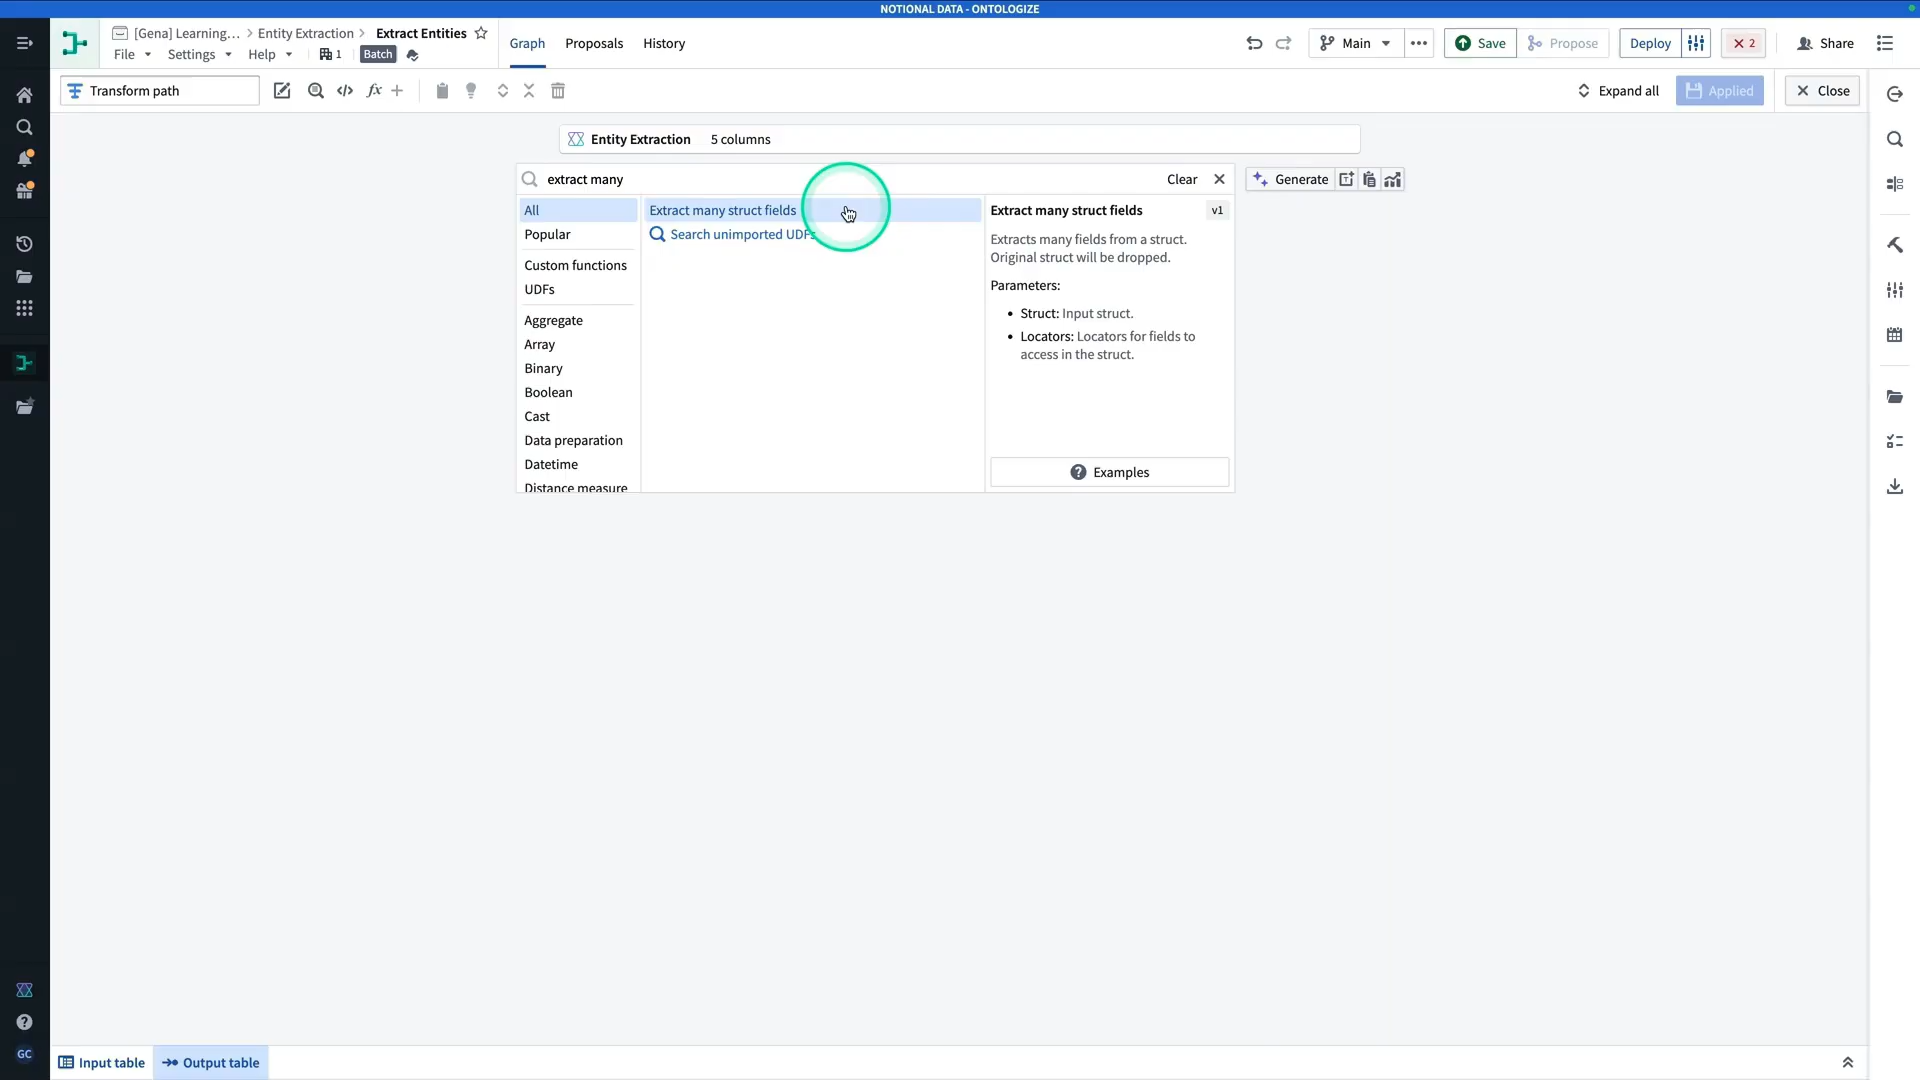 NOTIONAL DATA - ONTOLOGIZE
[Gena] Learning... > Entity Extraction > Extract Entities
File Settings Help 1 Batch
Graph Proposals History
Main
Save Propose
Deploy
2
Share
Transform path
fx
Expand all
Applied
Close
Entity Extraction 5 columns
extract many
Clear
Generate
All
Popular
Custom functions
UDFs
Aggregate
Array
Binary
Boolean
Cast
Data preparation
Datetime
Distance measure
Extract many struct fields
Search unimported UDFs
Extract many struct fields v1
Extracts many fields from a struct.
Original struct will be dropped.
Parameters:
• Struct: Input struct.
• Locators: Locators for fields to
access in the struct.
Examples
GC
Input table
Output table